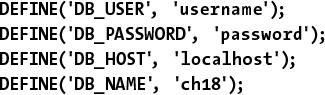 DEFINE('DB_USER', 'username');
DEFINE('DB_PASSWORD', 'password');
DEFINE('DB_HOST', 'localhost');
DEFINE('DB_NAME', 'ch18');